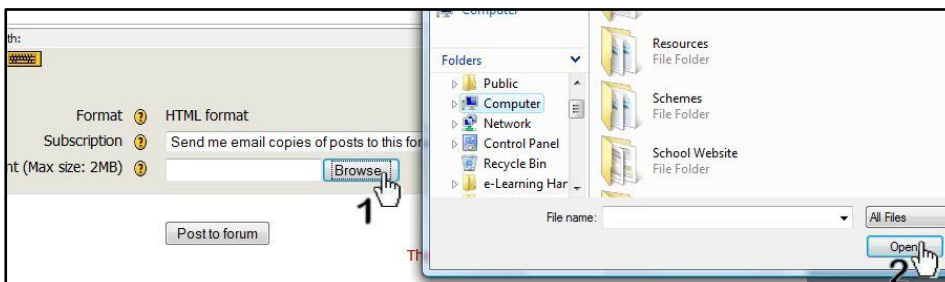 th:
Format
HTML format
Subscription
Send me email copies of posts to this for
nt (Max size: 2MB)
Browse
1
Post to forum
Th
Computer
Folders
Public
Computer
Network
Control Panel
Recycle Bin
e-Learning Har
Resources
File Folder
Schemes
File Folder
School Website
File Folder
File name:
All Files
Open
2